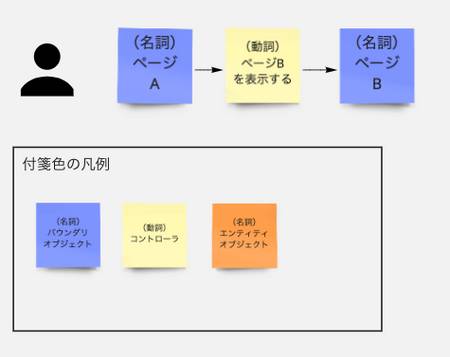 （名詞）
ページ
A
（動詞）
ページB
を表示する
（名詞）
ページ
B
付箋色の凡例
（名詞）
バウンダリ
オブジェクト
（動詞）
コントローラ
（名詞）
エンティティ
オブジェクト